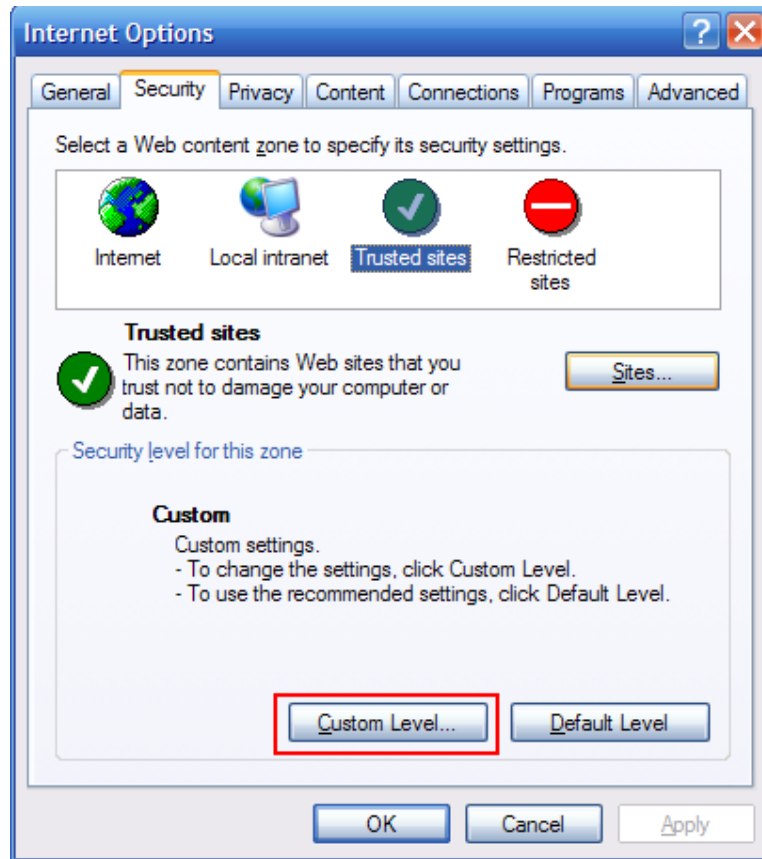 Internet Options
General Security Privacy Content Connections Programs Advanced
Select a Web content zone to specify its security settings.
Internet Local intranet Trusted sites Restricted sites
Trusted sites
This zone contains Web sites that you
trust not to damage your computer or
data.
Sites...
Security level for this zone
Custom
Custom settings.
- To change the settings, click Custom Level.
- To use the recommended settings, click Default Level.
Custom Level... Default Level
OK Cancel Apply